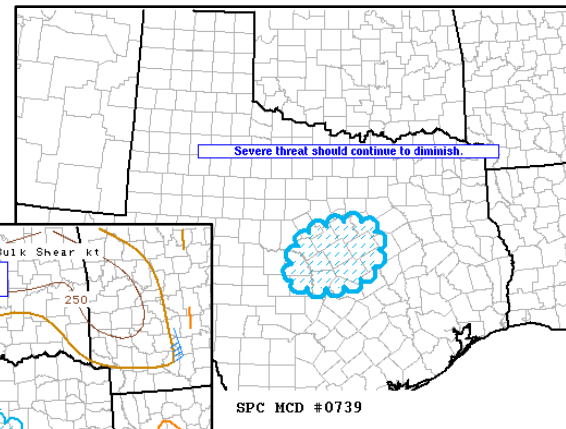 Severe threat should continue to diminish.
Bulk Shear kt
250
SPC MCD #0739